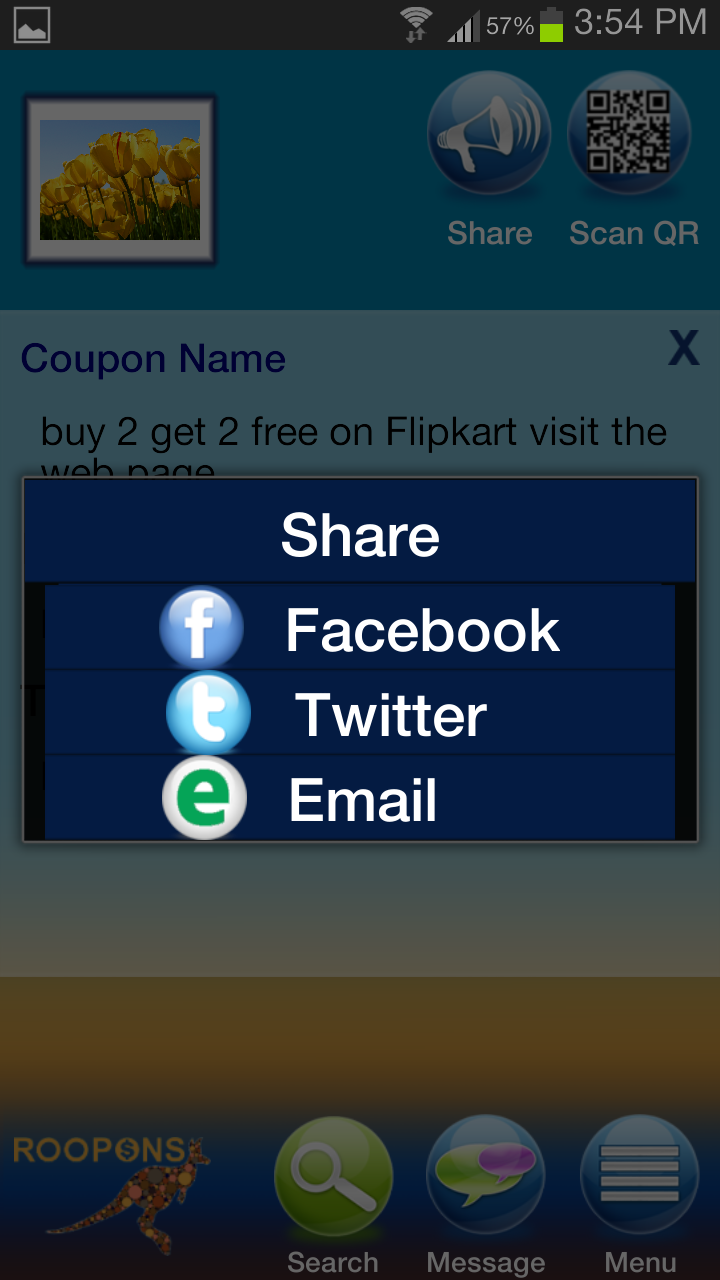 57% 3:54 PM
Share Scan QR
Coupon Name X
buy 2 get 2 free on Flipkart visit the
web page
Share
f Facebook
t Twitter
e Email
ROOPONS
Search Message Menu